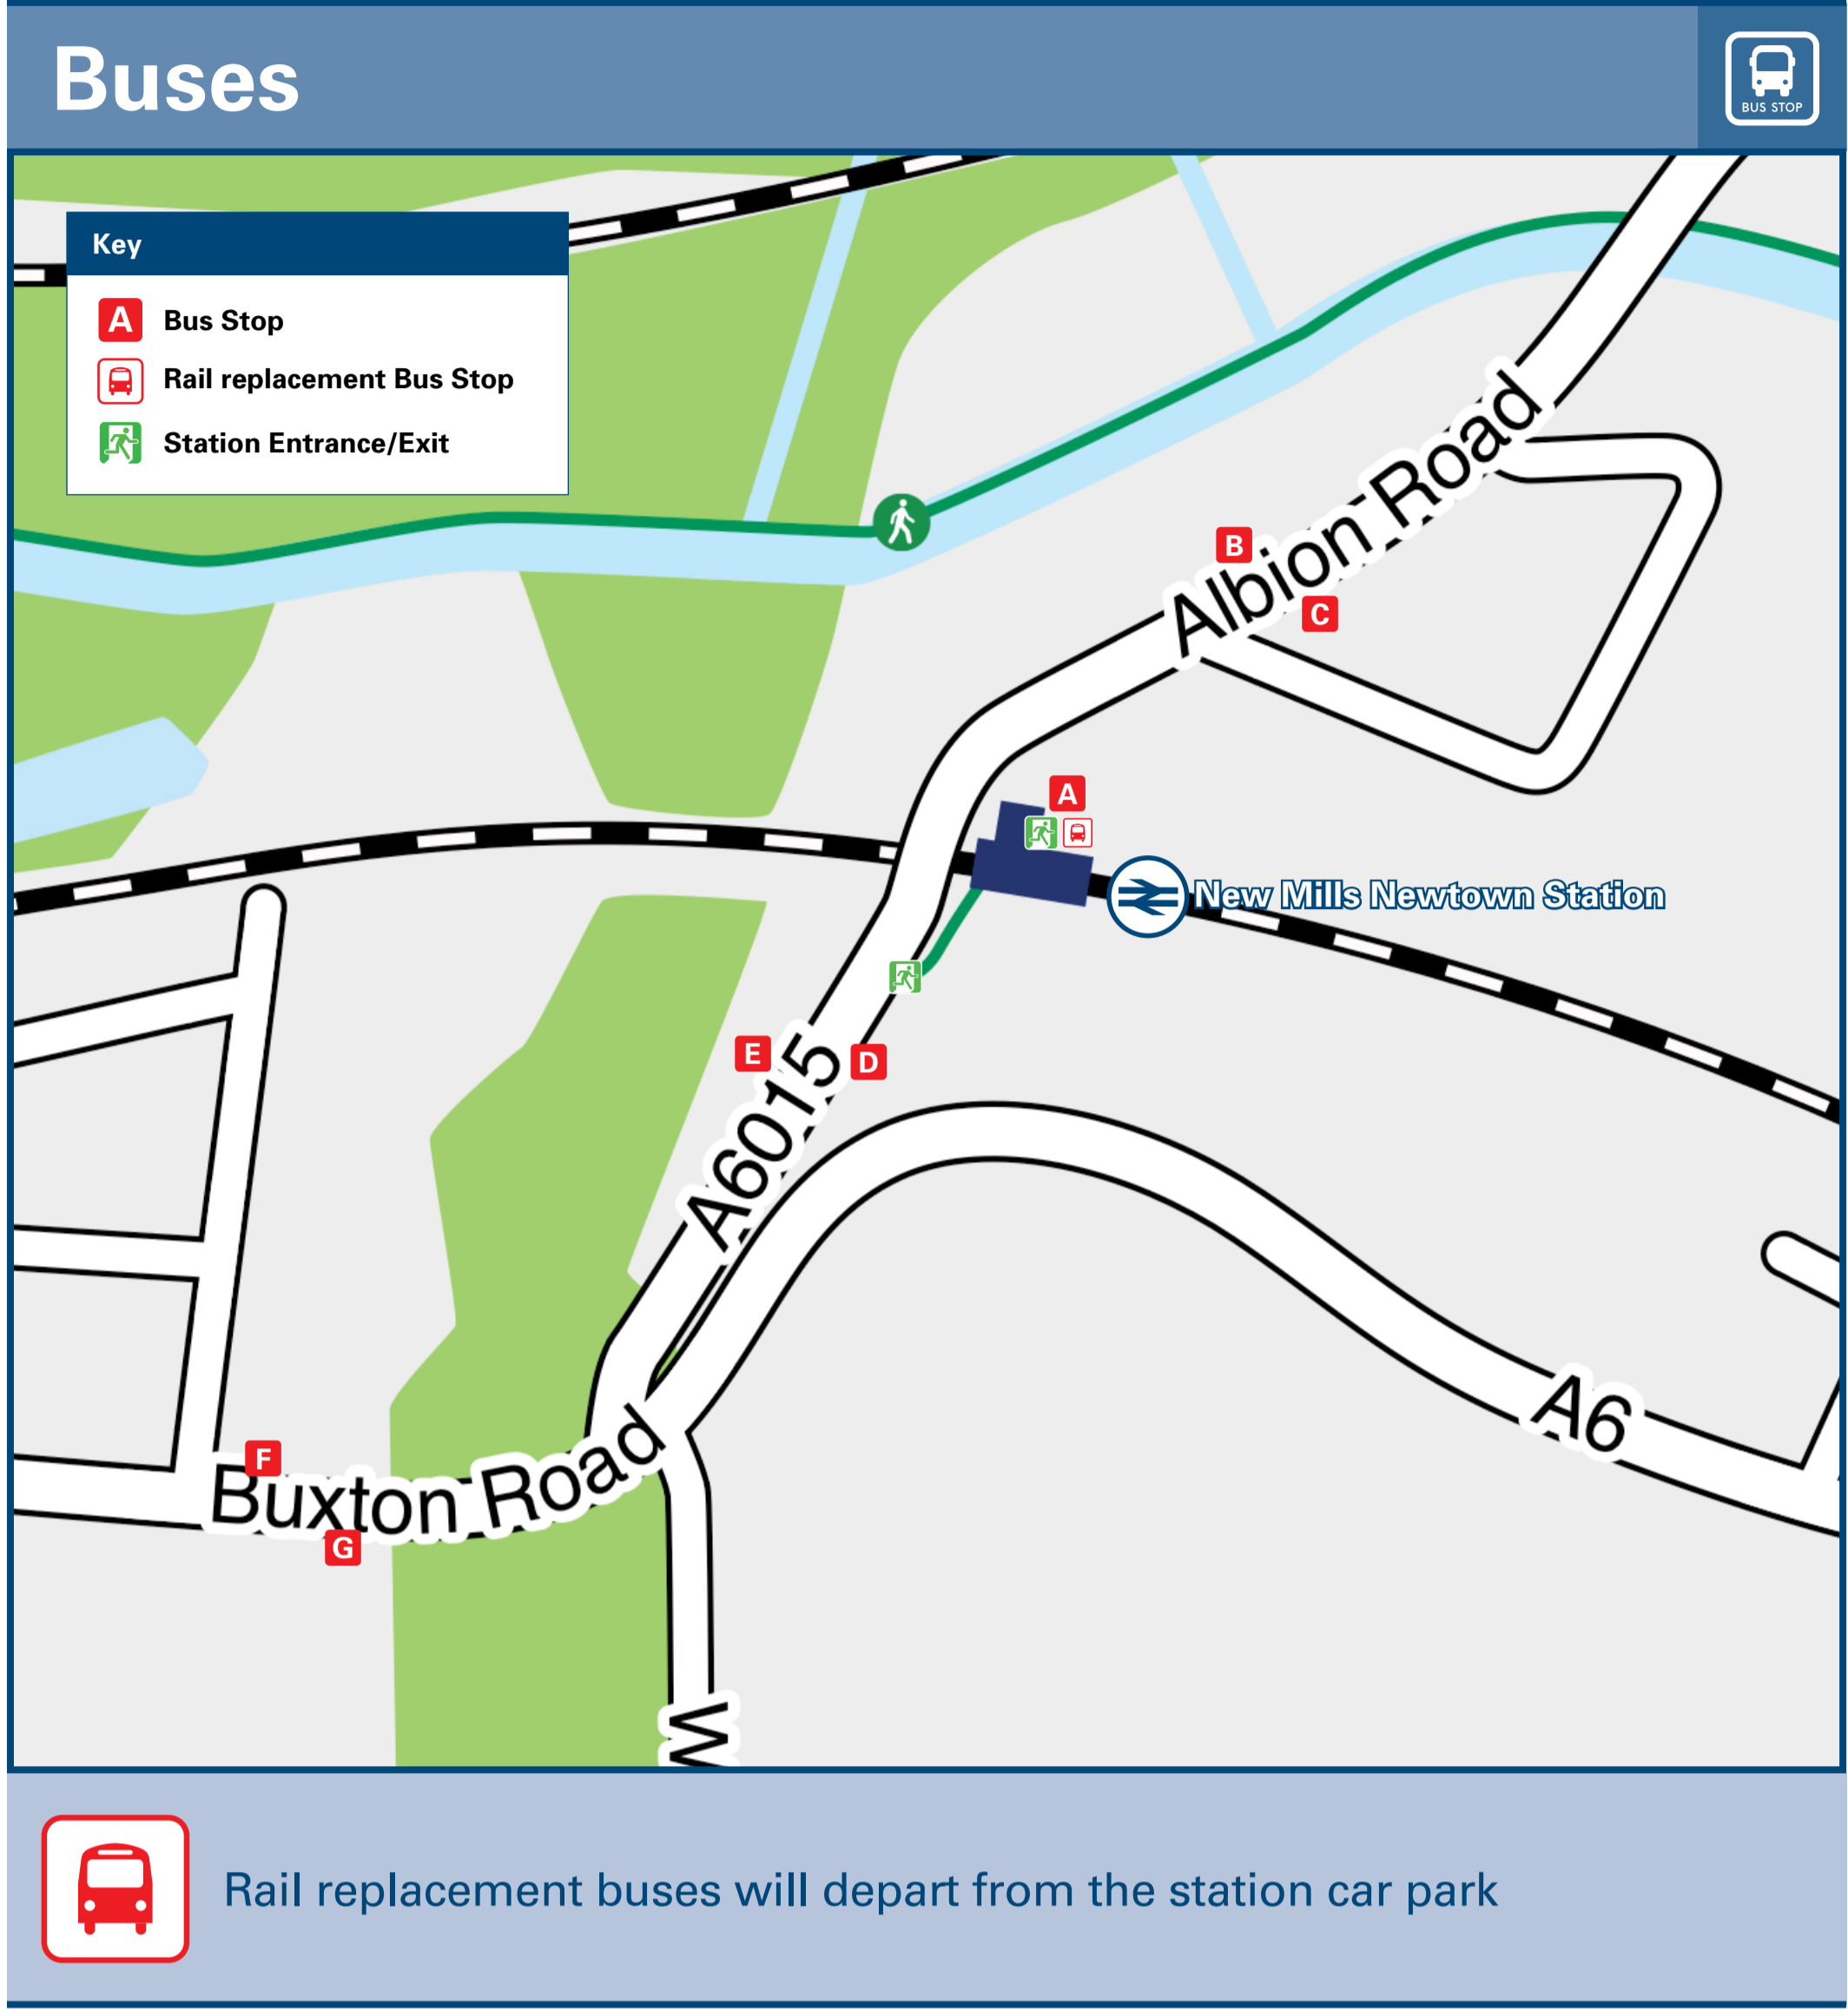 Buses
BUS STOP
Key
A Bus Stop
Rail replacement Bus Stop
Station Entrance/Exit
Albion Road
B
C
A
New Mills Newtown Station
E
D
A6015
A6
F
Buxton Road
G
W
Rail replacement buses will depart from the station car park